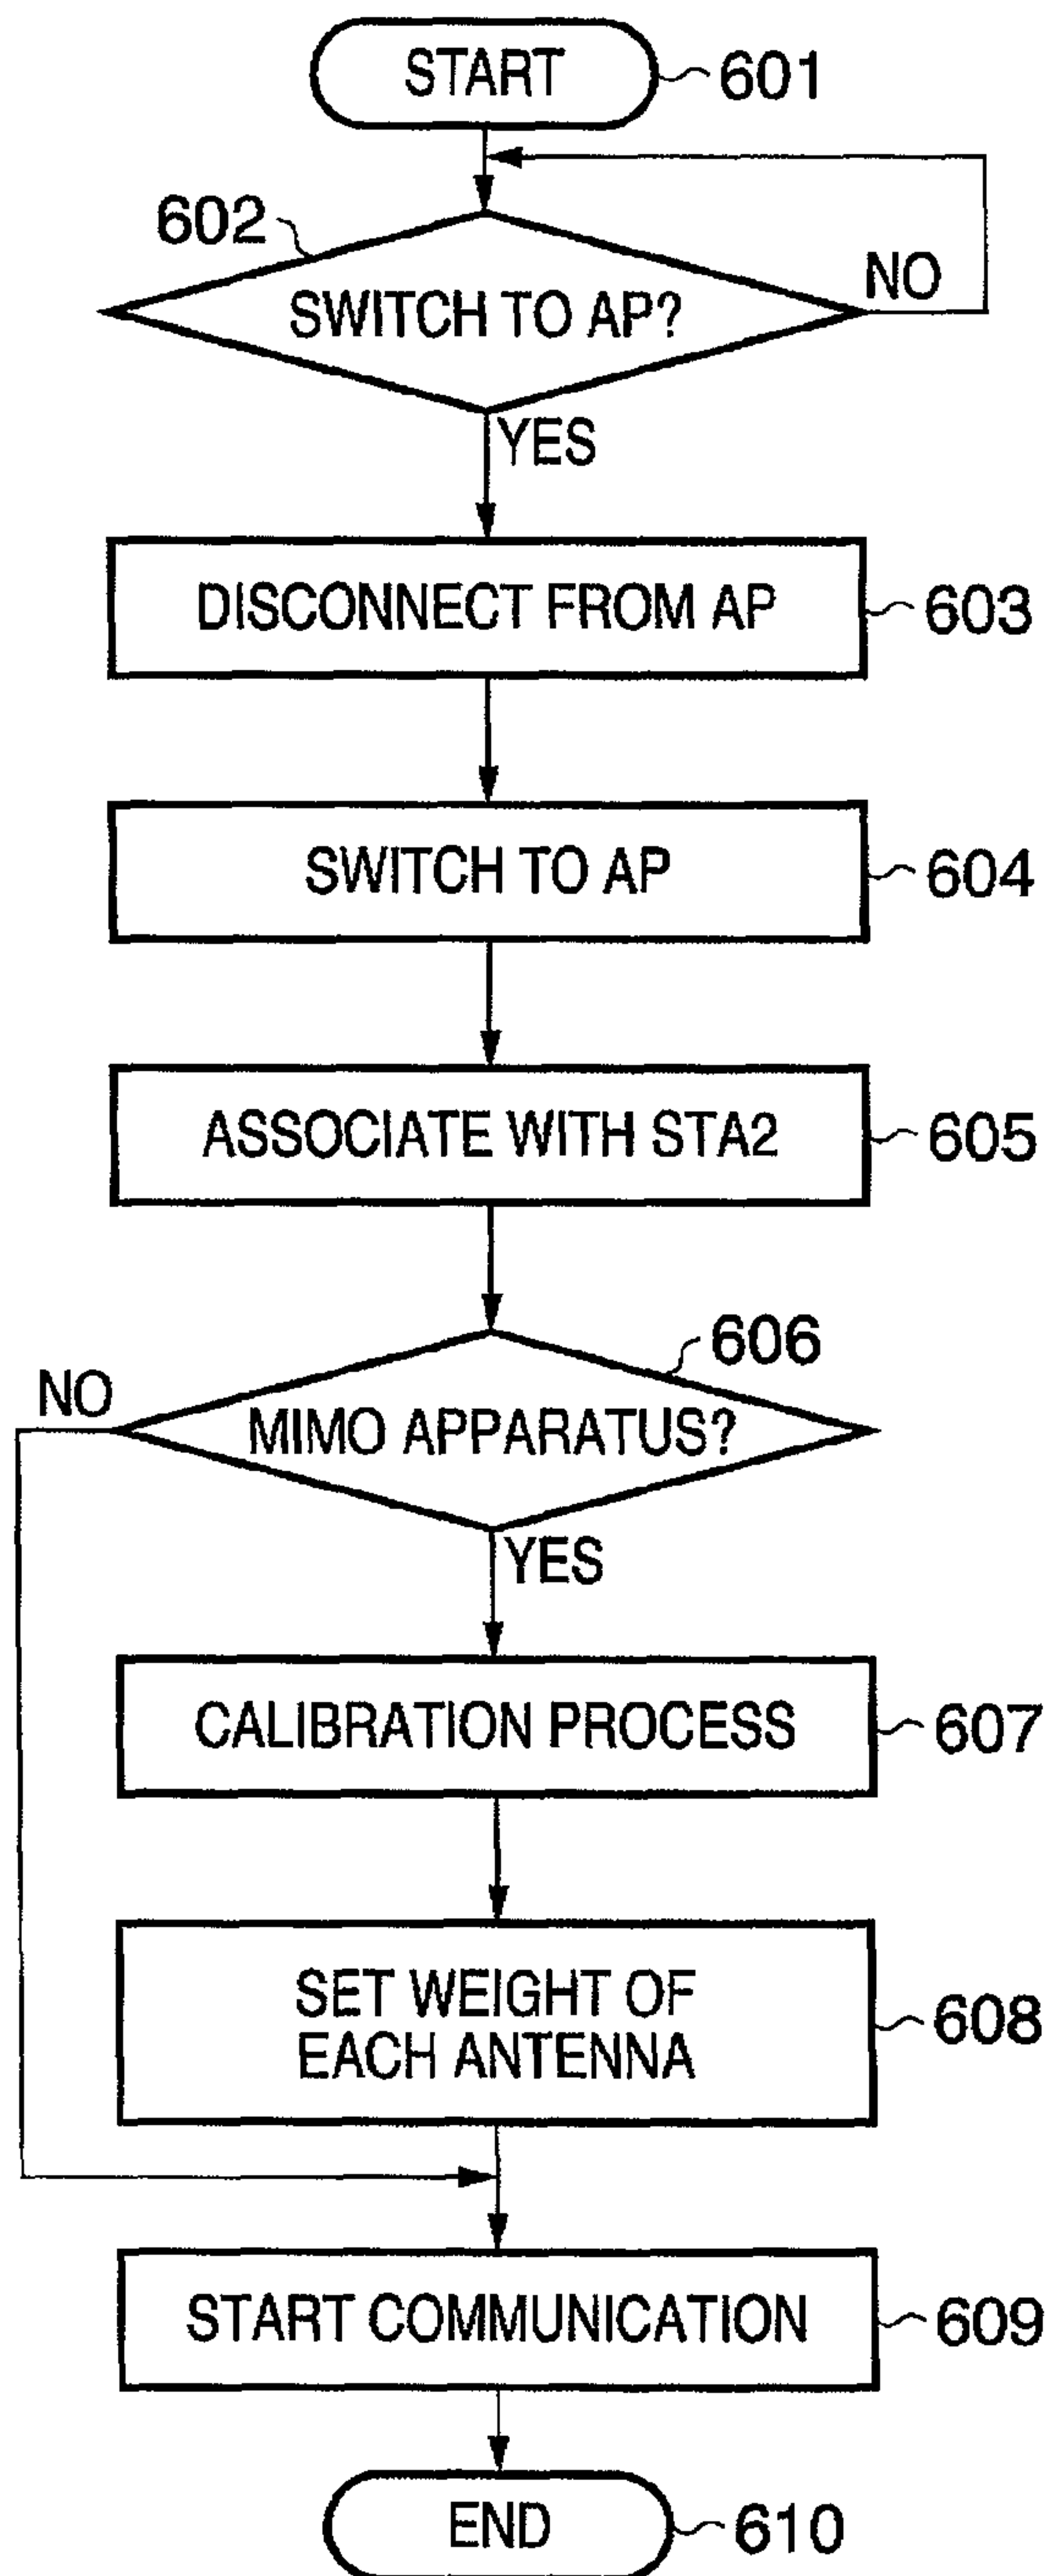 START
601
602
SWITCH TO AP?
NO
YES
DISCONNECT FROM AP
603
SWITCH TO AP
604
ASSOCIATE WITH STA2
605
606
NO
MIMO APPARATUS?
YES
CALIBRATION PROCESS
607
SET WEIGHT OF
EACH ANTENNA
608
START COMMUNICATION
609
END
610